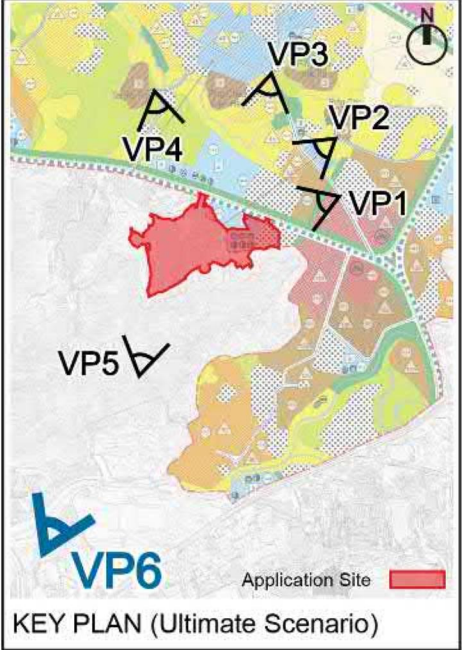 N
VP3
VP2
VP4
VP1
VP5
VP6
Application Site
KEY PLAN (Ultimate Scenario)